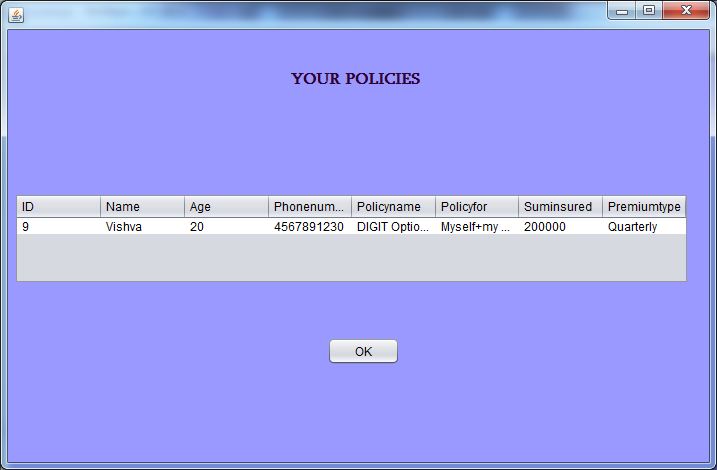 YOUR POLICIES
ID Name Age Phonenum... Policyname Policyfor Suminsured Premiumtype
9 Vishva 20 4567891230 DIGIT Optio... Myself+my ... 200000 Quarterly
OK